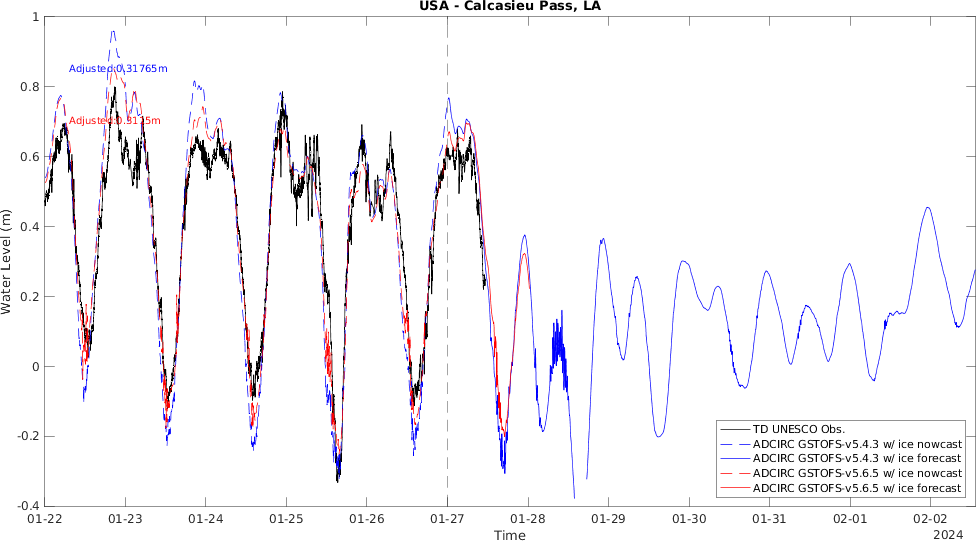 USA - Calcasieu Pass, LA
1
0.8
0.6
0.4
0.2
0
-0.2
-0.4
Water Level (m)
Adjusted:0.31765m
Adjusted:0.3175m
TD UNESCO Obs.
ADCIRC GSTOFS-v5.4.3 w/ ice nowcast
ADCIRC GSTOFS-v5.4.3 w/ ice forecast
ADCIRC GSTOFS-v5.6.5 w/ ice nowcast
ADCIRC GSTOFS-v5.6.5 w/ ice forecast
01-22 01-23 01-24 01-25 01-26 01-27 01-28 01-29 01-30 01-31 02-01 02-02
Time
2024